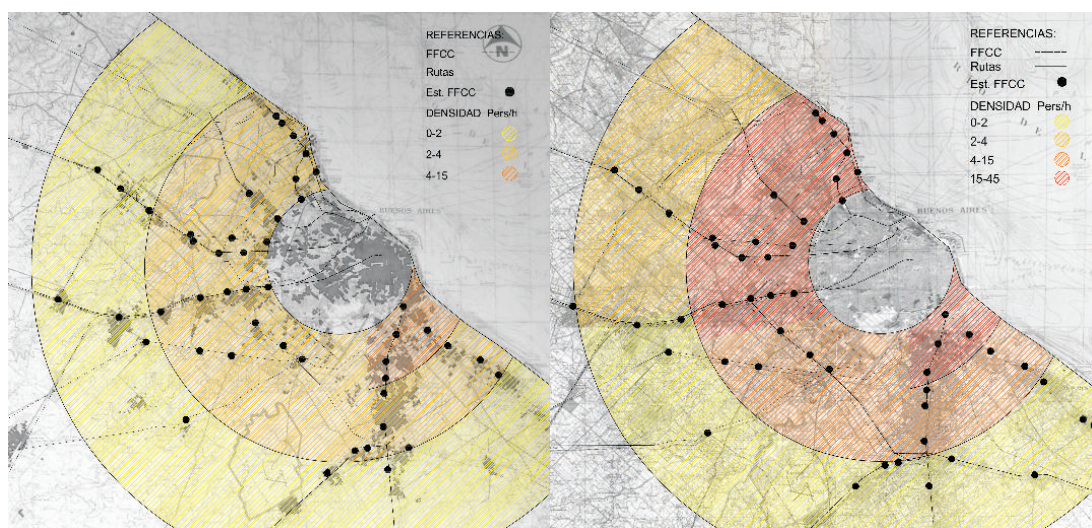 REFERENCIAS:
FFCC
Rutas
Est. FFCC
DENSIDAD Pers/h
0-2
2-4
4-15
N
BUENOS AIRES
REFERENCIAS:
FFCC
Rutas
Est. FFCC
DENSIDAD Pers/h
0-2
2-4
4-15
15-45
BUENOS AIRES